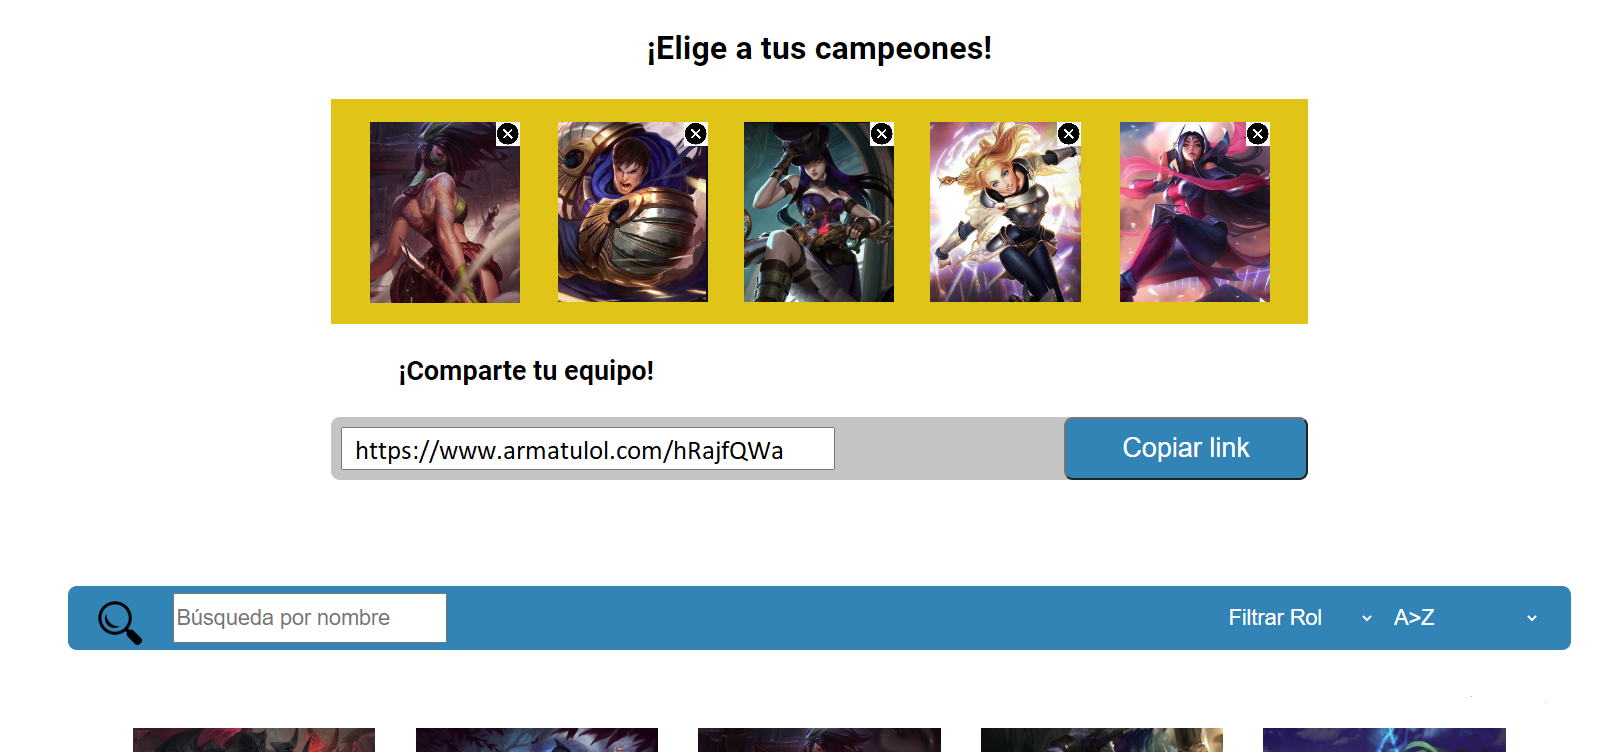 ¡Elige a tus campeones!
¡Comparte tu equipo!
https://www.armatulol.com/hRajfQWa
Copiar link
Búsqueda por nombre
Filtrar Rol
A>Z